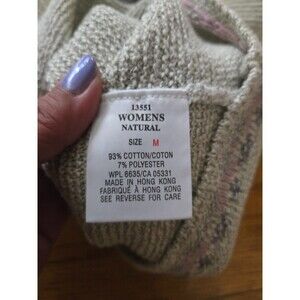 13551
WOMENS
NATURAL
SIZE M
93% COTTON/COTON
7% POLYESTER
WPL 6635/CA 05331
MADE IN HONG KONG
FABRIQUÉ À HONG KONG
SEE REVERSE FOR CARE